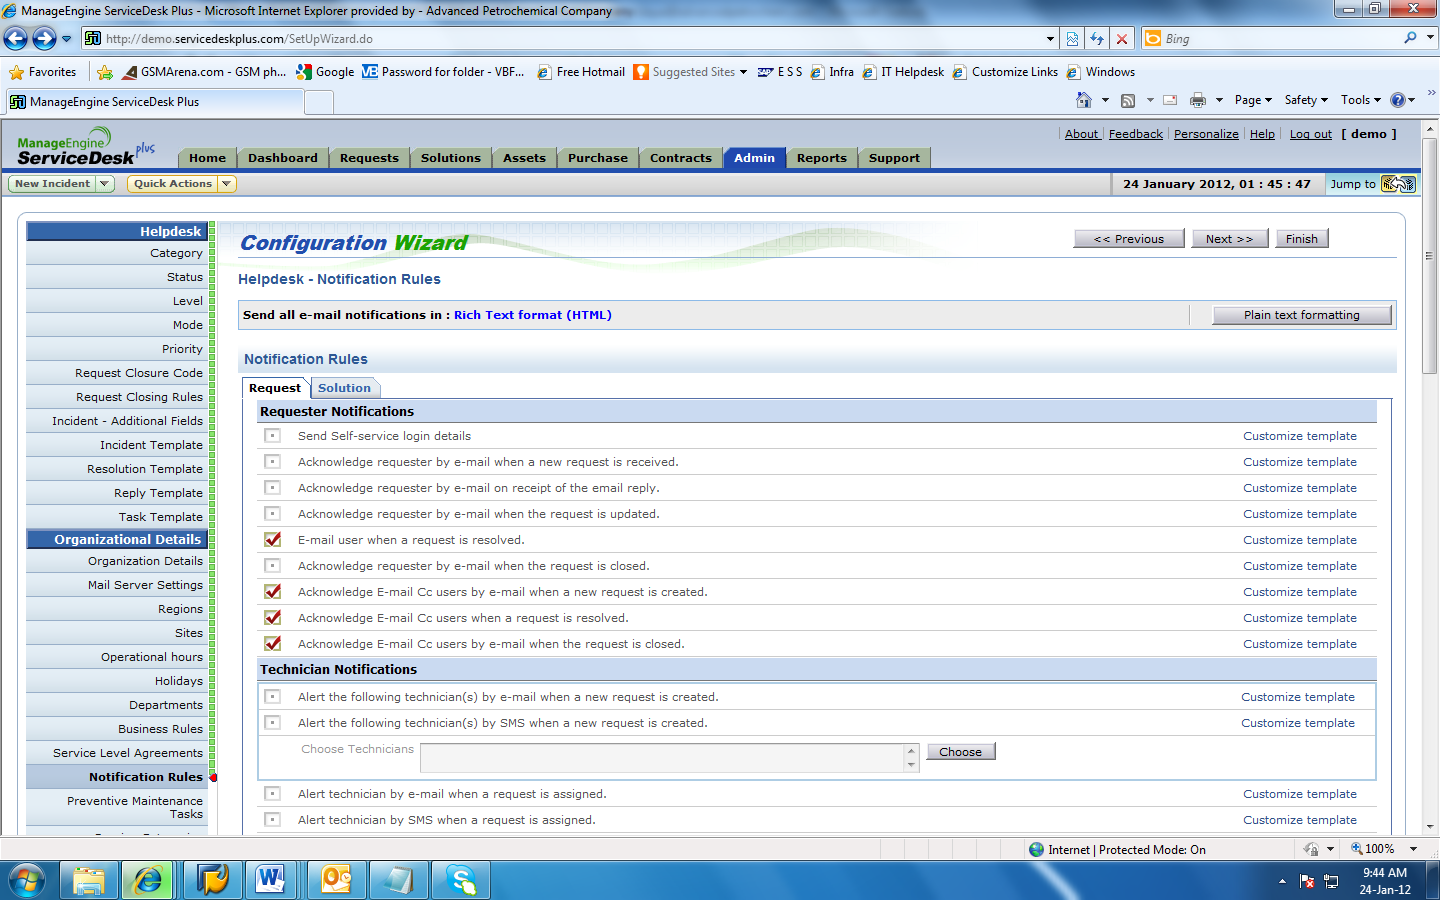 ManageEngine ServiceDesk Plus - Microsoft Internet Explorer provided by - Advanced Petrochemical Company
http://demo.servicedeskplus.com/SetUpWizard.do
Bing
Favorites GSMArena.com - GSM ph... Google Password for folder - VBF... Free Hotmail Suggested Sites E S S Infra IT Helpdesk Customize Links Windows
ManageEngine ServiceDesk Plus
Page Safety Tools
ManageEngine
ServiceDesk plus
About Feedback Personalize Help Log out [ demo ]
Home Dashboard Requests Solutions Assets Purchase Contracts Admin Reports Support
New Incident Quick Actions 24 January 2012, 01 : 45 : 47 Jump to
Helpdesk
Category
Status
Level
Mode
Priority
Request Closure Code
Request Closing Rules
Incident - Additional Fields
Incident Template
Resolution Template
Reply Template
Task Template
Organizational Details
Organization Details
Mail Server Settings
Regions
Sites
Operational hours
Holidays
Departments
Business Rules
Service Level Agreements
Notification Rules
Preventive Maintenance
Tasks
Configuration Wizard
<< Previous Next >> Finish
Helpdesk - Notification Rules
Send all e-mail notifications in : Rich Text format (HTML) Plain text formatting
Notification Rules
Request Solution
Requester Notifications
Send Self-service login details Customize template
Acknowledge requester by e-mail when a new request is received. Customize template
Acknowledge requester by e-mail on receipt of the email reply. Customize template
Acknowledge requester by e-mail when the request is updated. Customize template
E-mail user when a request is resolved. Customize template
Acknowledge requester by e-mail when the request is closed. Customize template
Acknowledge E-mail Cc users by e-mail when a new request is created. Customize template
Acknowledge E-mail Cc users when a request is resolved. Customize template
Acknowledge E-mail Cc users by e-mail when the request is closed. Customize template
Technician Notifications
Alert the following technician(s) by e-mail when a new request is created. Customize template
Alert the following technician(s) by SMS when a new request is created. Customize template
Choose Technicians Choose
Alert technician by e-mail when a request is assigned. Customize template
Alert technician by SMS when a request is assigned. Customize template
Internet | Protected Mode: On 100%
9:44 AM
24-Jan-12